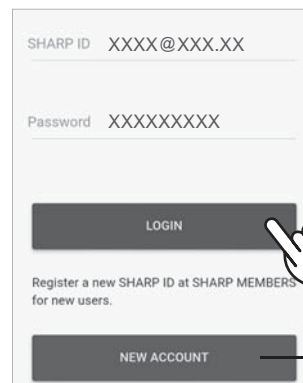 SHARP ID XXXX@XXX.XX
Password XXXXXXXXX
LOGIN
Register a new SHARP ID at SHARP MEMBERS
for new users.
NEW ACCOUNT